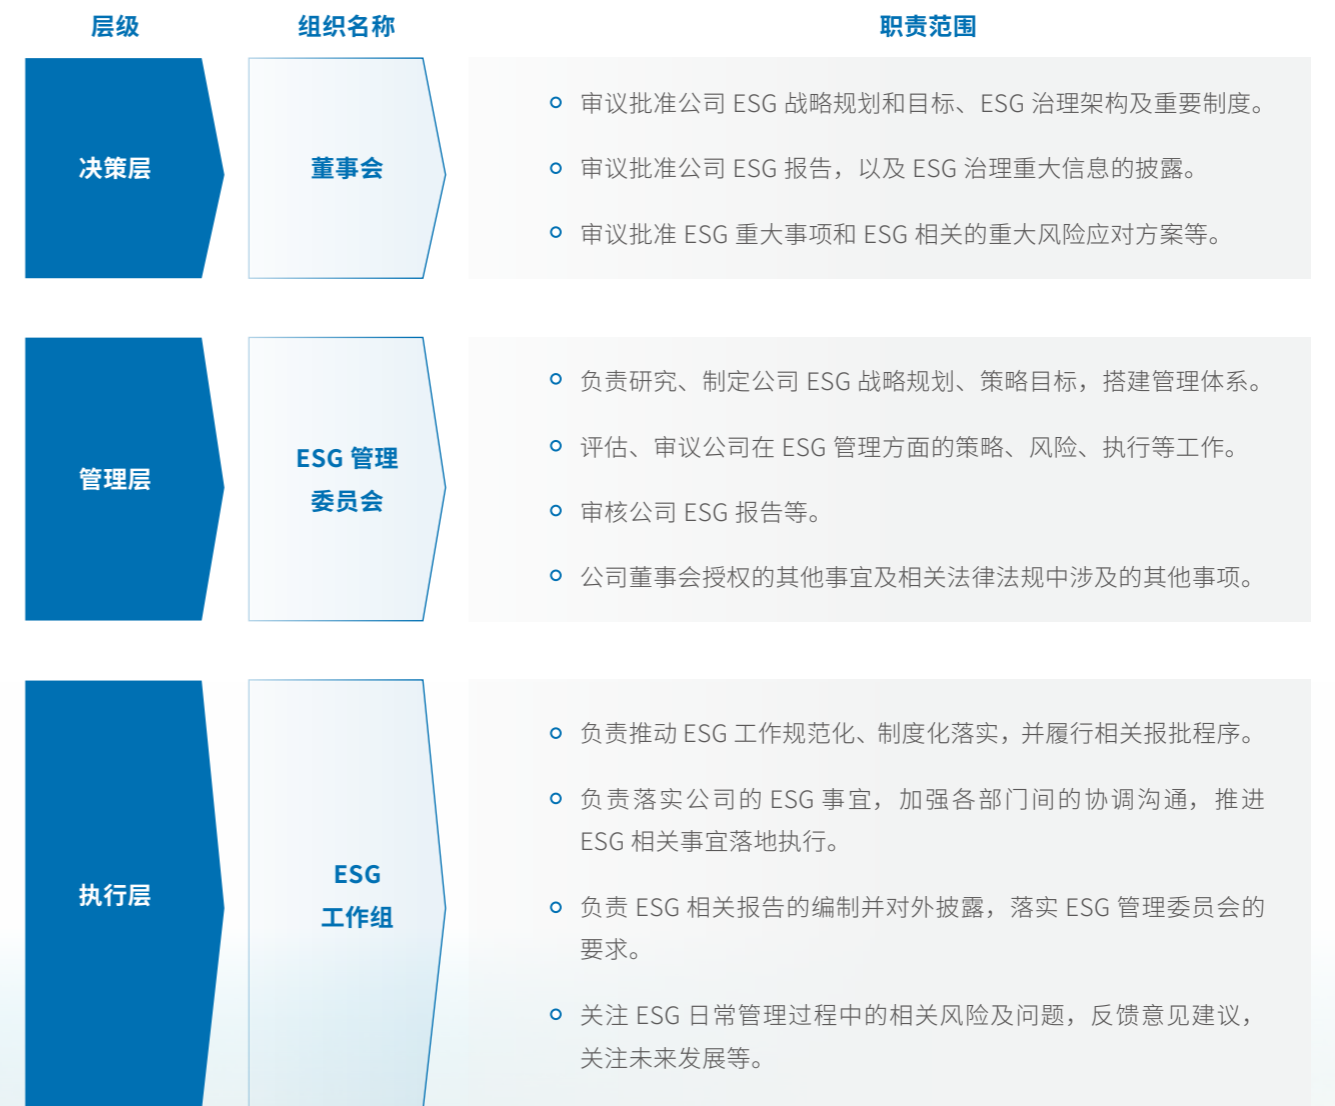 层级 组织名称 职责范围
决策层
董事会
审议批准公司 ESG 战略规划和目标、ESG 治理架构及重要制度。
审议批准公司 ESG 报告，以及 ESG 治理重大信息的披露。
审议批准 ESG 重大事项和 ESG 相关的重大风险应对方案等。
管理层
ESG 管理
委员会
负责研究、制定公司 ESG 战略规划、策略目标，搭建管理体系。
评估、审议公司在 ESG 管理方面的策略、风险、执行等工作。
审核公司 ESG 报告等。
公司董事会授权的其他事宜及相关法律法规中涉及的其他事项。
执行层
ESG
工作组
负责推动 ESG 工作规范化、制度化落实，并履行相关报批程序。
负责落实公司的 ESG 事宜，加强各部门间的协调沟通，推进
ESG 相关事宜落地执行。
负责 ESG 相关报告的编制并对外披露，落实 ESG 管理委员会的
要求。
关注 ESG 日常管理过程中的相关风险及问题，反馈意见建议，
关注未来发展等。